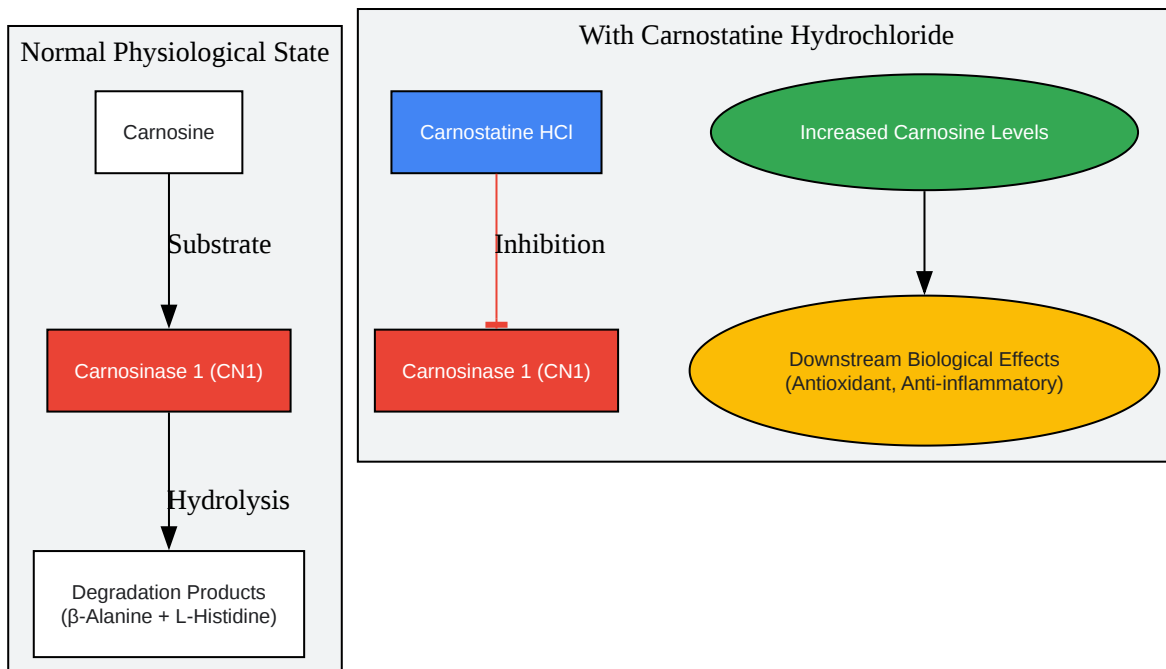 Normal Physiological State
Carnosine
Substrate
Carnosinase 1 (CN1)
Hydrolysis
Degradation Products
(β-Alanine + L-Histidine)
With Carnostatine Hydrochloride
Carnostatine HCl
Inhibition
Carnosinase 1 (CN1)
Increased Carnosine Levels
Downstream Biological Effects
(Antioxidant, Anti-inflammatory)